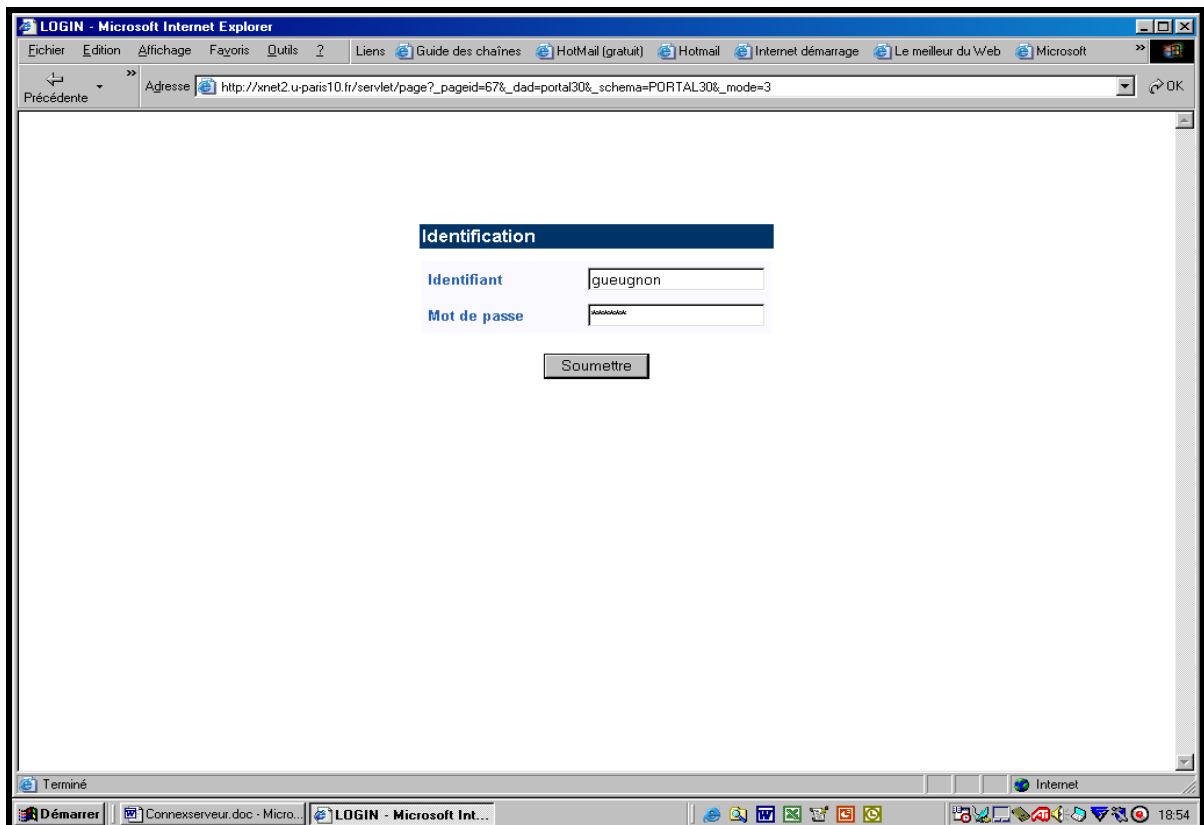 LOGIN - Microsoft Internet Explorer
Fichier Edition Affichage Favoris Outils ? Liens Guide des chaînes HotMail (gratuit) Hotmail Internet démarrage Le meilleur du Web Microsoft »
Précédente » Adresse http://xnet2.u-paris10.fr/servlet/page?_pageid=67&_dad=portal30&_schema=PORTAL30&_mode=3 OK
Identification
Identifiant gueugnon
Mot de passe ******
Soumettre
Terminé Internet
Démarrer Connexserveur.doc - Micro... LOGIN - Microsoft Int... 18:54